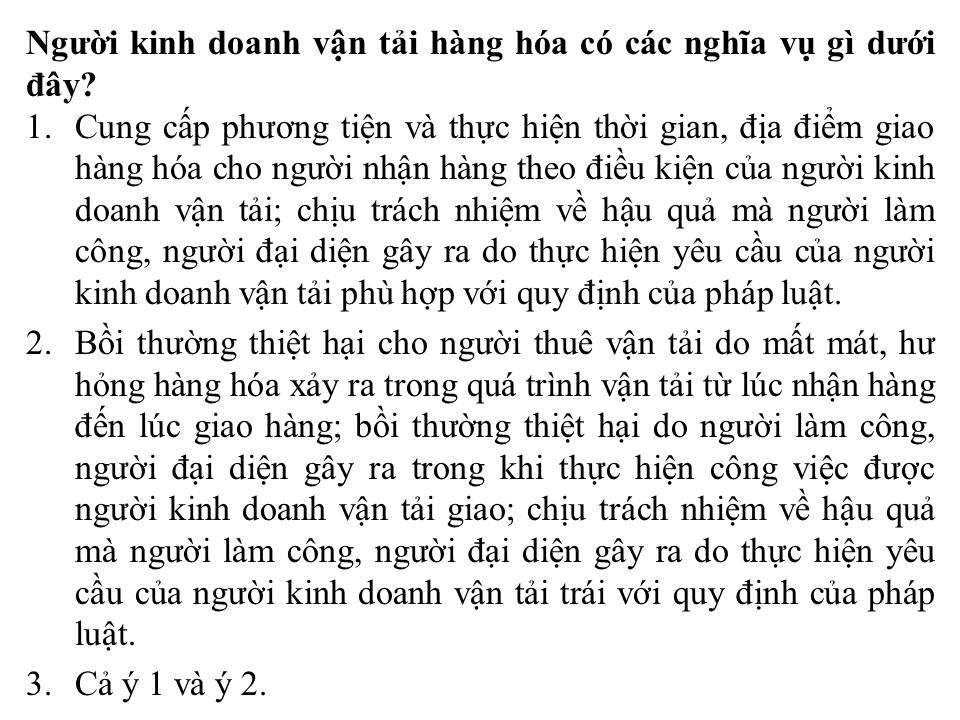 Người kinh doanh vận tải hàng hóa có các nghĩa vụ gì dưới
đây?
1. Cung cấp phương tiện và thực hiện thời gian, địa điểm giao
hàng hóa cho người nhận hàng theo điều kiện của người kinh
doanh vận tải; chịu trách nhiệm về hậu quả mà người làm
công, người đại diện gây ra do thực hiện yêu cầu của người
kinh doanh vận tải phù hợp với quy định của pháp luật.
2. Bồi thường thiệt hại cho người thuê vận tải do mất mát, hư
hỏng hàng hóa xảy ra trong quá trình vận tải từ lúc nhận hàng
đến lúc giao hàng; bồi thường thiệt hại do người làm công,
người đại diện gây ra trong khi thực hiện công việc được
người kinh doanh vận tải giao; chịu trách nhiệm về hậu quả
mà người làm công, người đại diện gây ra do thực hiện yêu
cầu của người kinh doanh vận tải trái với quy định của pháp
luật.
3. Cả ý 1 và ý 2.